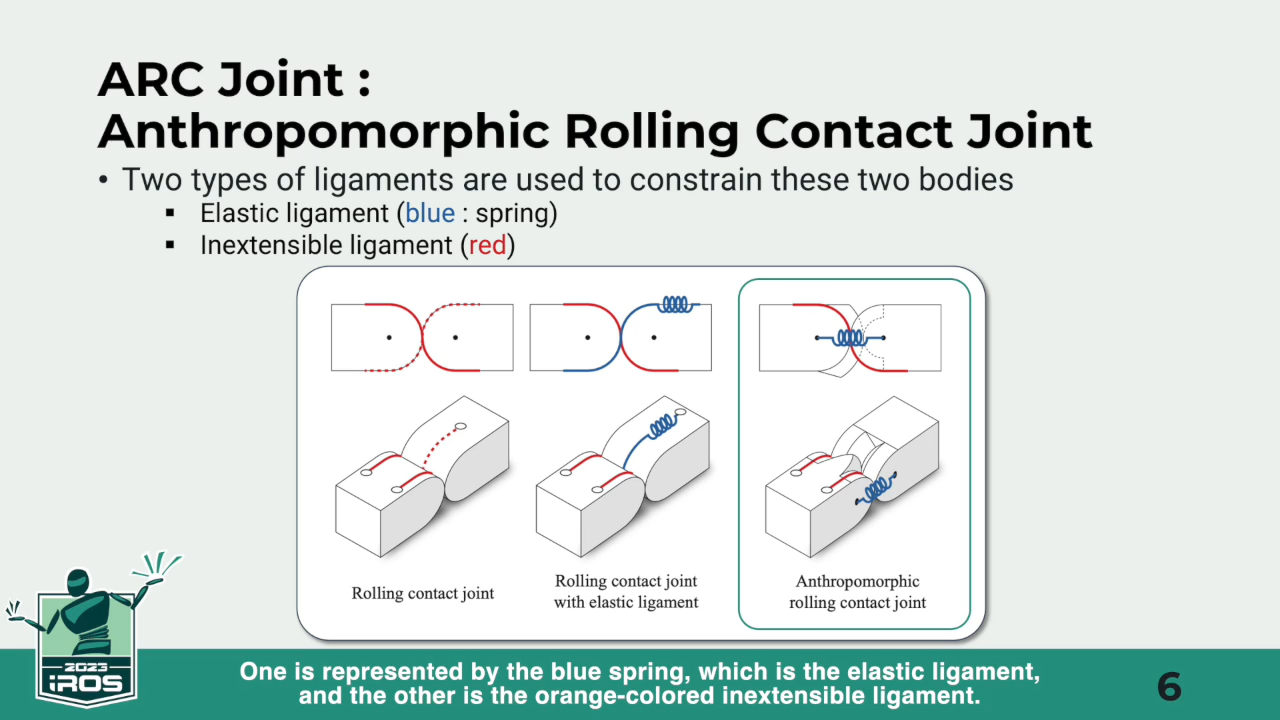 ARC Joint :
Anthropomorphic Rolling Contact Joint
• Two types of ligaments are used to constrain these two bodies
▪ Elastic ligament (blue : spring)
▪ Inextensible ligament (red)
Rolling contact joint
Rolling contact joint
with elastic ligament
Anthropomorphic
rolling contact joint
2023
iROS
One is represented by the blue spring, which is the elastic ligament,
and the other is the orange-colored inextensible ligament.
6